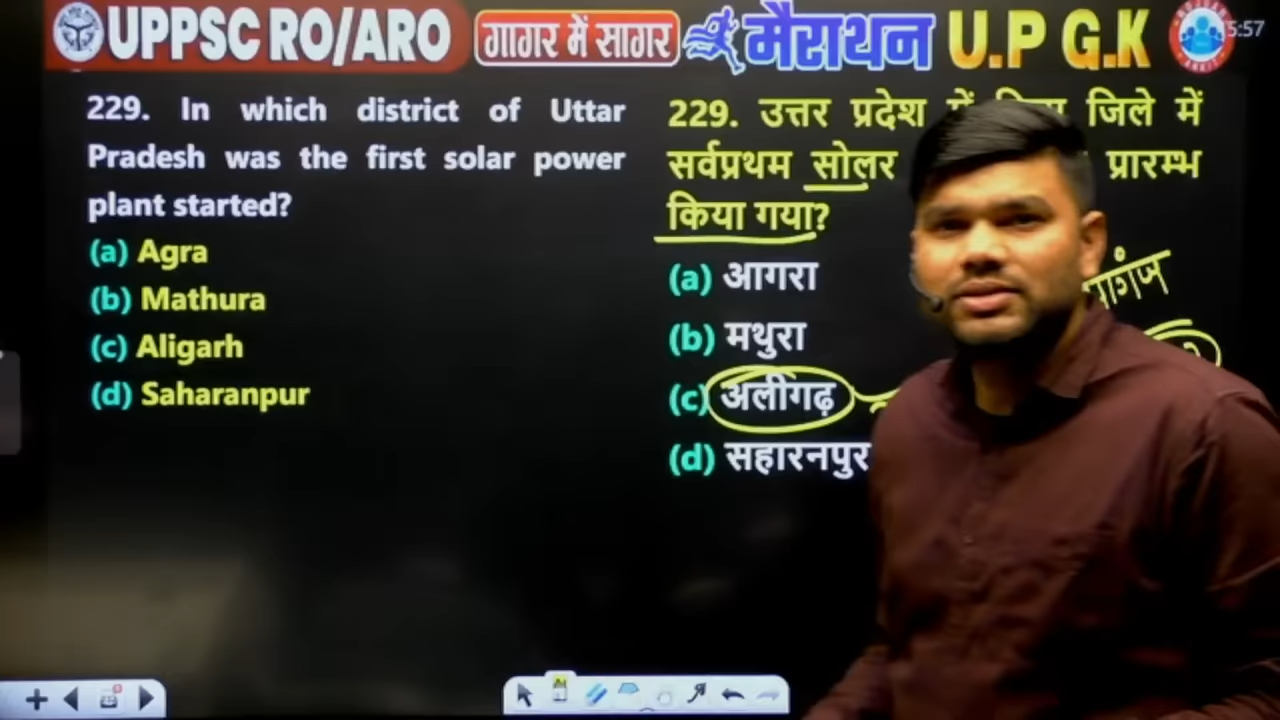 UPPSC RO/ARO गागर में सागर मैराथन U.P G.K
5:57
229. In which district of Uttar
Pradesh was the first solar power
plant started?
(a) Agra
(b) Mathura
(c) Aligarh
(d) Saharanpur
229. उत्तर प्रदेश में जिले में
सर्वप्रथम सोलर प्रारम्भ
किया गया?
(a) आगरा
(b) मथुरा
(c) अलीगढ़
(d) सहारनपुर